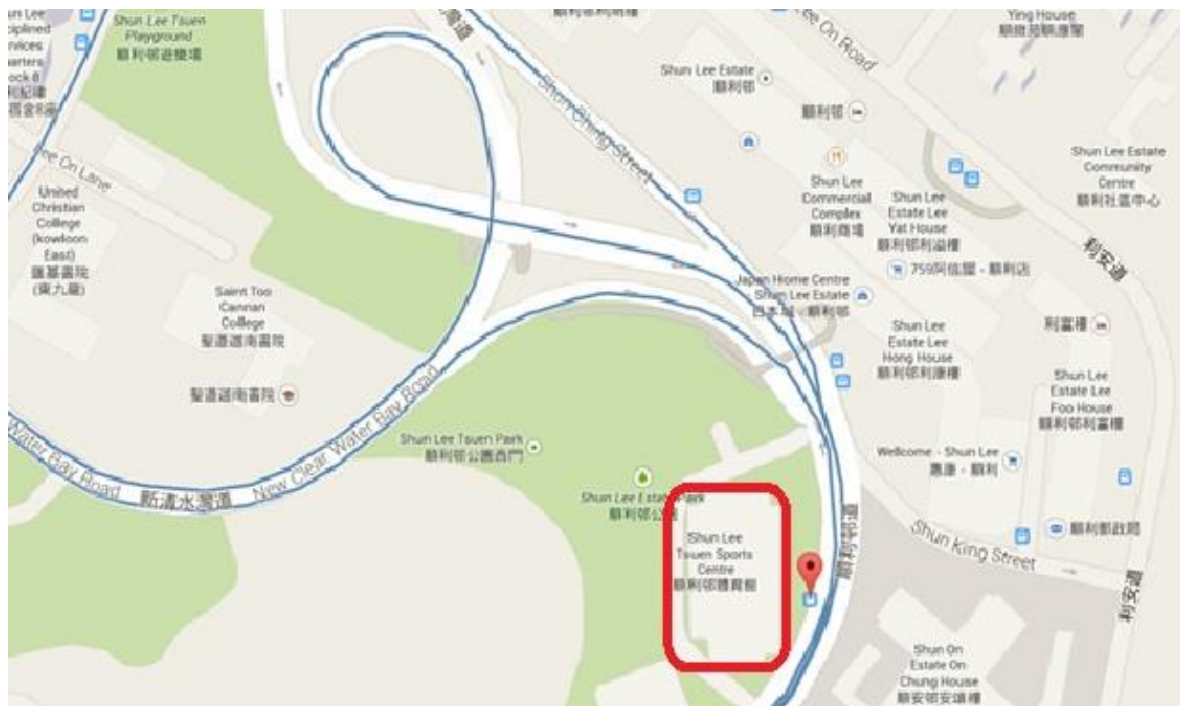 Shun Lee Tsuen
Playground
順利邨遊樂場
Lee On Road
Ying House
Shun Lee Estate
順利邨
順利邨
Shun Ching Street
Lee On Lane
United
Christian
College
(kowloon
East)
匯基書院
(東九龍)
Shun Lee
Commercial
Complex
順利商場
Shun Lee
Estate Lee
Yat House
順利邨利溢樓
Shun Lee Estate
Community
Centre
順利社區中心
利安道
759阿信屋 - 順利店
Japan Home Centre
Shun Lee Estate
日本城 - 順利邨
Saint Too
Cannan
College
聖道迦南書院
聖道迦南書院
Shun Lee
Estate Lee
Hong House
順利邨利康樓
利富樓
Shun Lee
Estate Lee
Foo House
順利邨利富樓
Water Bay Road
新清水灣道
New Clear Water Bay Road
Shun Lee Tsuen Park
順利邨公園西門
Wellcome - Shun Lee
惠康 - 順利
Shun Lee Estate Park
順利邨公園
Shun Lee
Tsuen Sports
Centre
順利邨體育館
順利邨道
Shun King Street
順利郵政局
利安道
Shun On
Estate On
Chung House